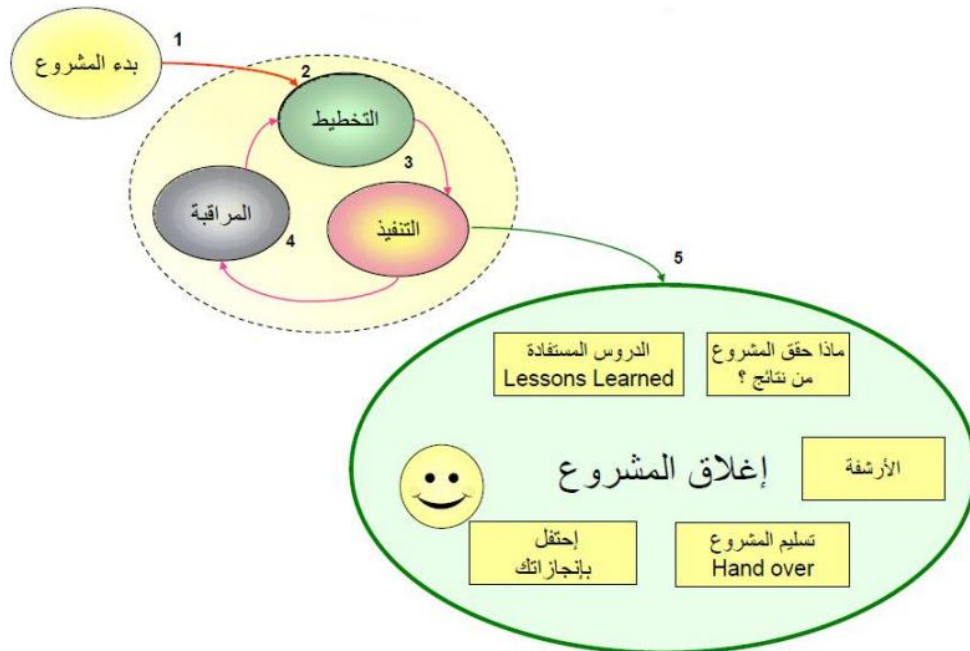 1
بدء المشروع
2
التخطيط
3
التنفيذ
4
المراقبة
5
ماذا حقق المشروع
من نتائج ؟
الدروس المستفادة
Lessons Learned
الأرشفة
إغلاق المشروع
تسليم المشروع
Hand over
إحتفل
بإنجازاتك